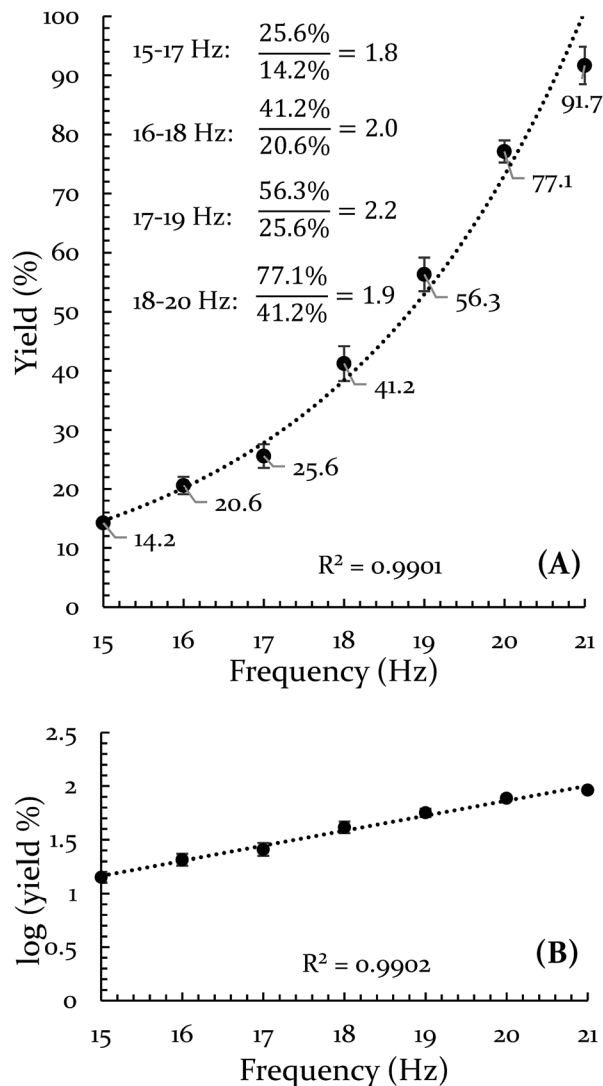 100
90
80
70
60
50
40
30
20
10
0
Yield (%)
15-17 Hz: 25.6% / 14.2% = 1.8
16-18 Hz: 41.2% / 20.6% = 2.0
17-19 Hz: 56.3% / 25.6% = 2.2
18-20 Hz: 77.1% / 41.2% = 1.9
91.7
77.1
56.3
41.2
25.6
20.6
14.2
R² = 0.9901
(A)
15 16 17 18 19 20 21
Frequency (Hz)
2.5
2
1.5
1
0.5
0
log (yield %)
R² = 0.9902
(B)
15 16 17 18 19 20 21
Frequency (Hz)